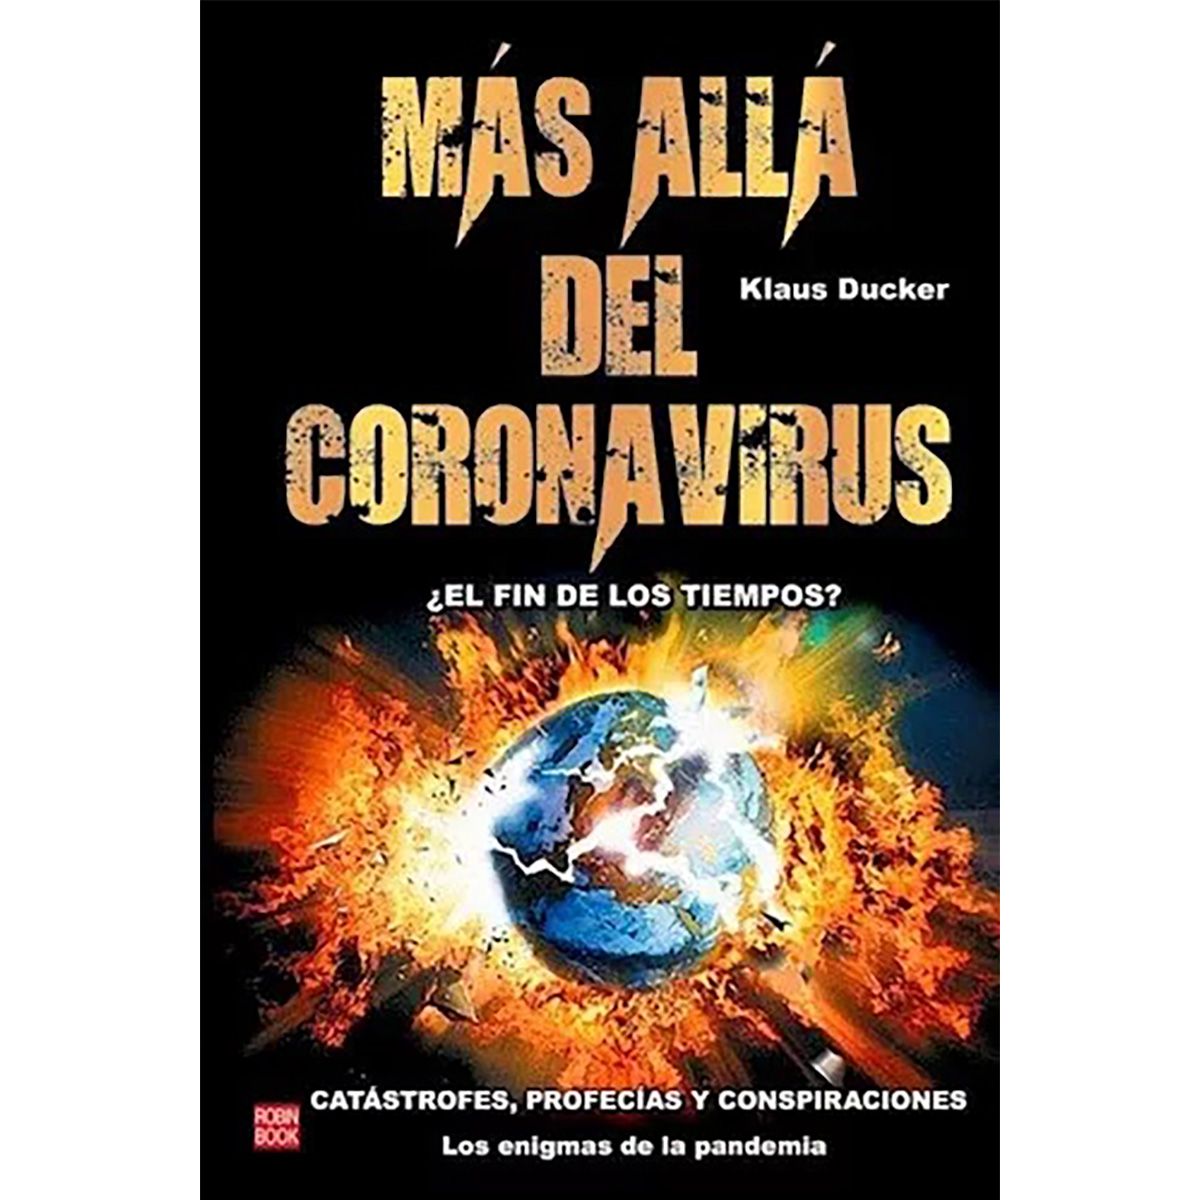 MÁS ALLÁ
DEL
Klaus Ducker
CORONAVIRUS
¿EL FIN DE LOS TIEMPOS?
CATÁSTROFES, PROFECÍAS Y CONSPIRACIONES
Los enigmas de la pandemia
ROBIN
BOOK